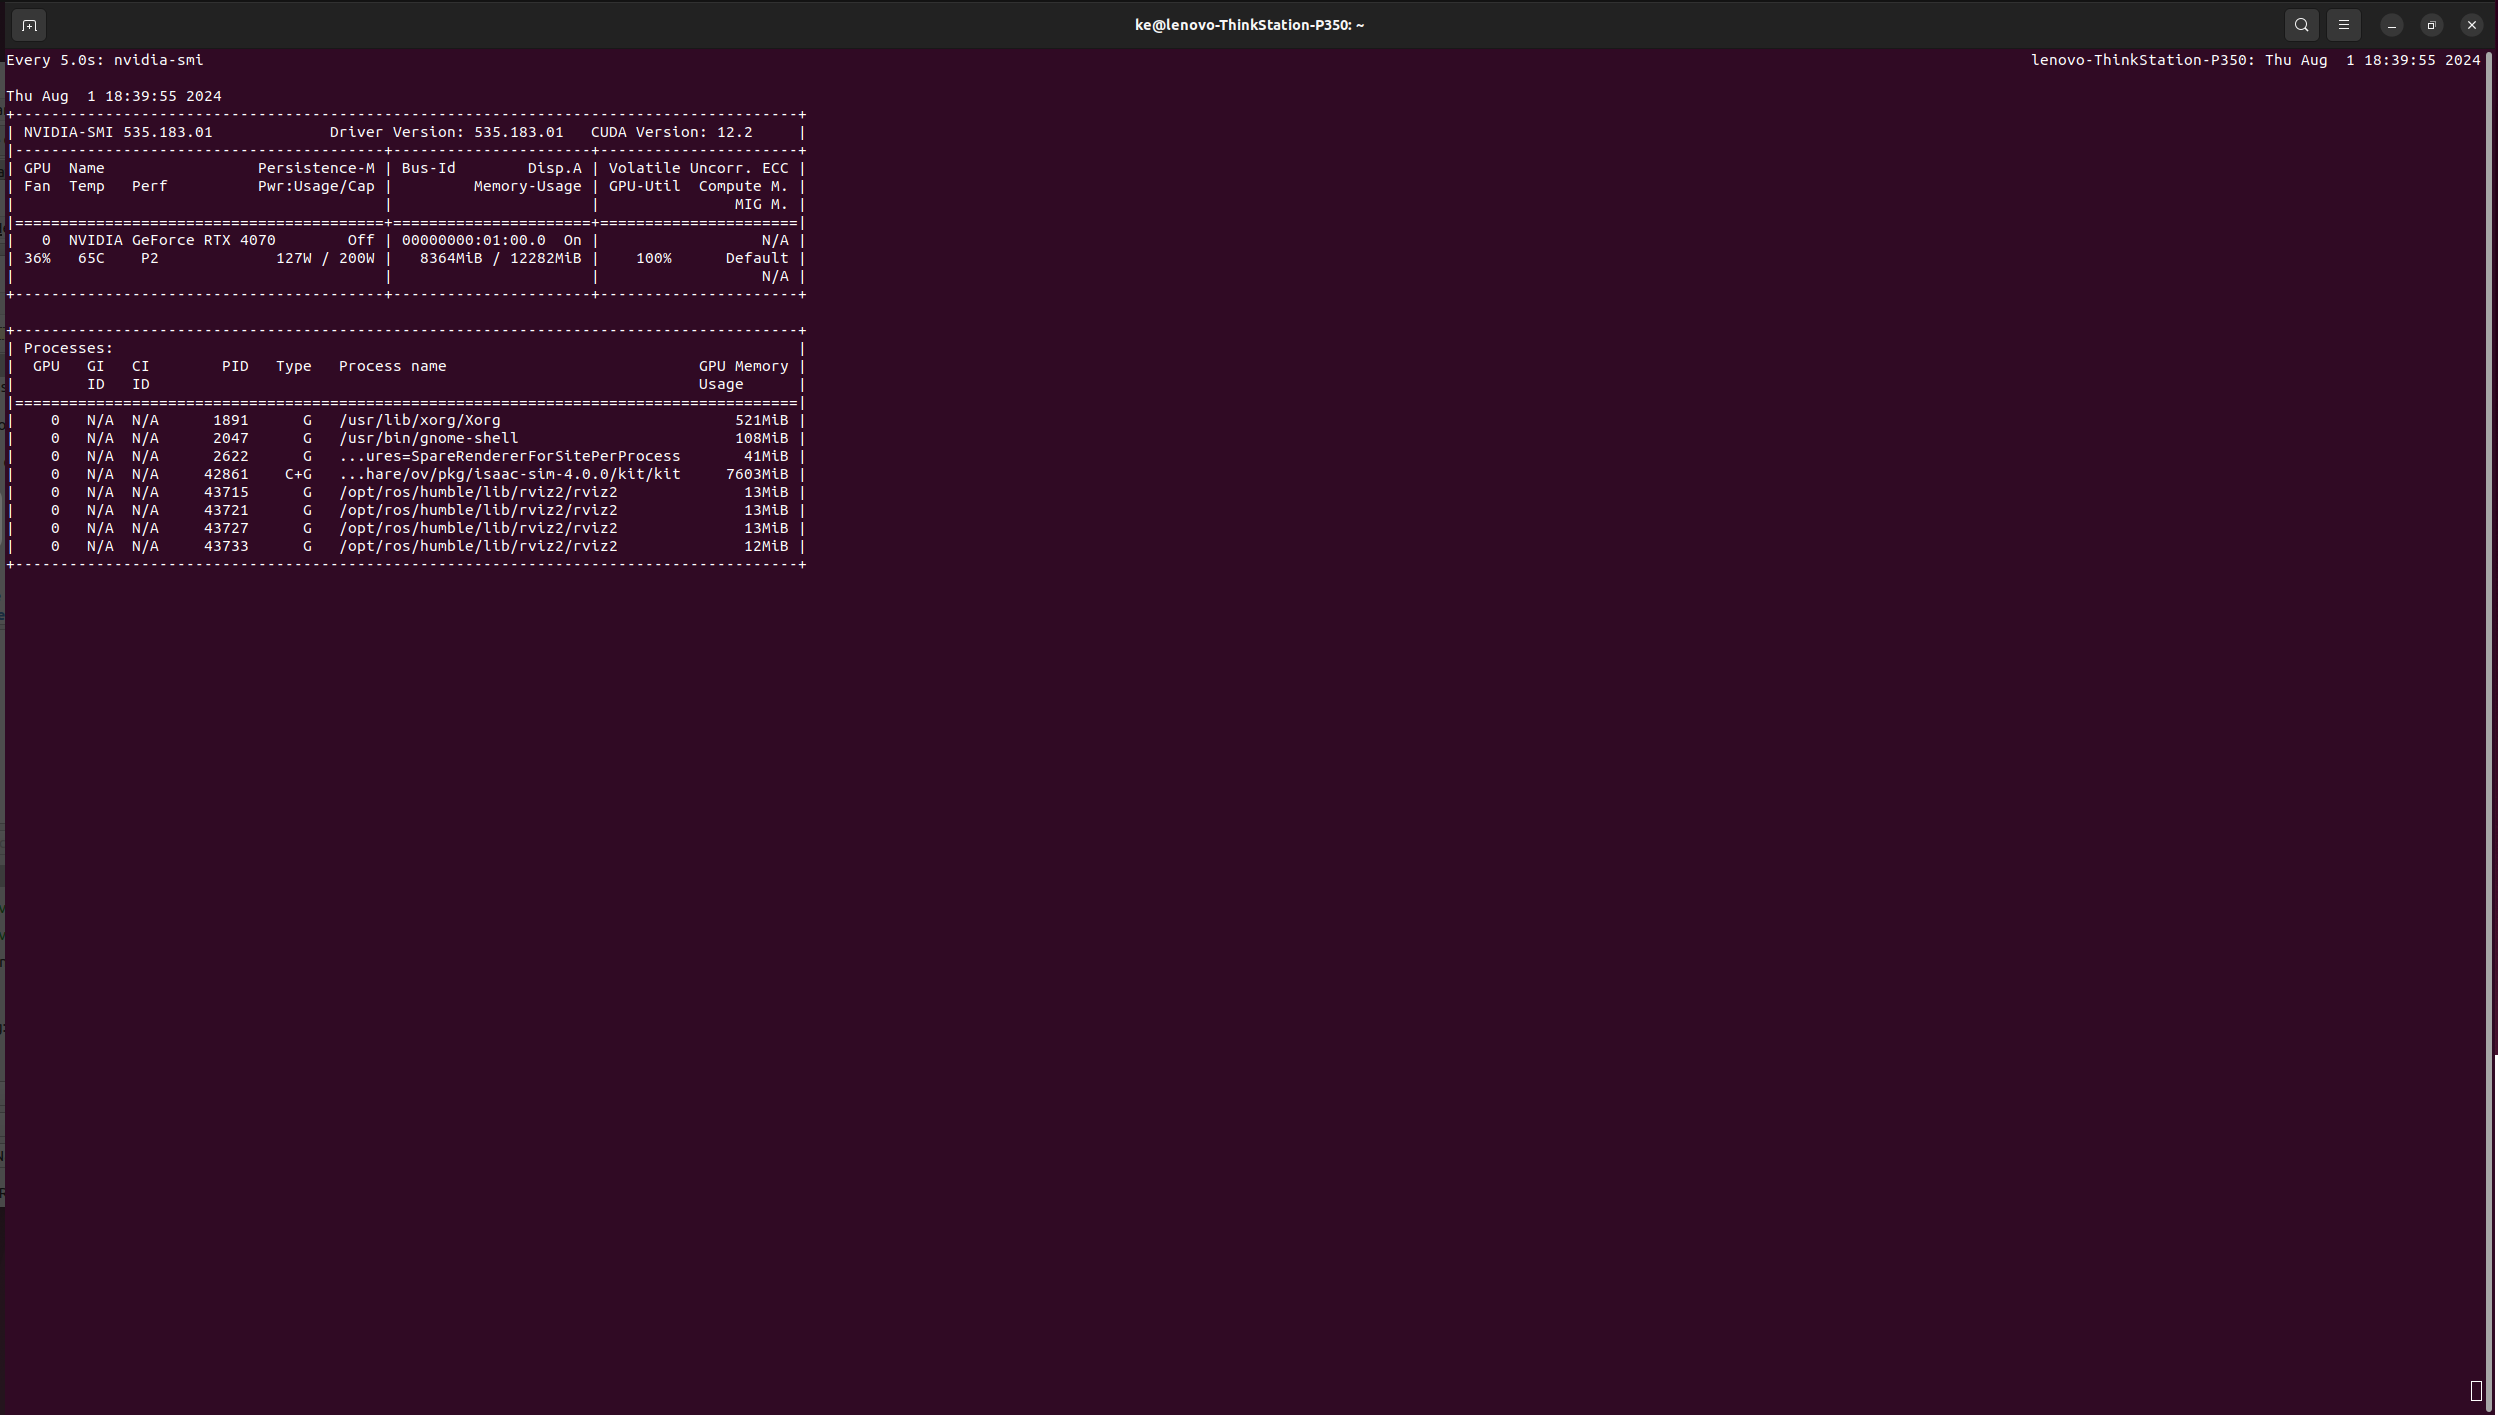 ke@lenovo-ThinkStation-P350: ~
Every 5.0s: nvidia-smi                    lenovo-ThinkStation-P350: Thu Aug  1 18:39:55 2024
Thu Aug  1 18:39:55 2024
+---------------------------------------------------------------------------------------+
| NVIDIA-SMI 535.183.01             Driver Version: 535.183.01   CUDA Version: 12.2     |
|-----------------------------------------+----------------------+----------------------+
| GPU  Name                 Persistence-M | Bus-Id        Disp.A | Volatile Uncorr. ECC |
| Fan  Temp   Perf          Pwr:Usage/Cap |         Memory-Usage | GPU-Util  Compute M. |
|                                         |                      |               MIG M. |
|=========================================+======================+======================|
|   0  NVIDIA GeForce RTX 4070        Off | 00000000:01:00.0  On |                  N/A |
| 36%   65C    P2             127W / 200W |   8364MiB / 12282MiB |    100%      Default |
|                                         |                      |                  N/A |
+-----------------------------------------+----------------------+----------------------+
+---------------------------------------------------------------------------------------+
| Processes:                                                                            |
|  GPU   GI   CI        PID   Type   Process name                            GPU Memory |
|        ID   ID                                                             Usage      |
|=======================================================================================|
|    0   N/A  N/A      1891      G   /usr/lib/xorg/Xorg                          521MiB |
|    0   N/A  N/A      2047      G   /usr/bin/gnome-shell                        108MiB |
|    0   N/A  N/A      2622      G   ...ures=SpareRendererForSitePerProcess       41MiB |
|    0   N/A  N/A     42861    C+G   ...hare/ov/pkg/isaac-sim-4.0.0/kit/kit     7603MiB |
|    0   N/A  N/A     43715      G   /opt/ros/humble/lib/rviz2/rviz2              13MiB |
|    0   N/A  N/A     43721      G   /opt/ros/humble/lib/rviz2/rviz2              13MiB |
|    0   N/A  N/A     43727      G   /opt/ros/humble/lib/rviz2/rviz2              13MiB |
|    0   N/A  N/A     43733      G   /opt/ros/humble/lib/rviz2/rviz2              12MiB |
+---------------------------------------------------------------------------------------+